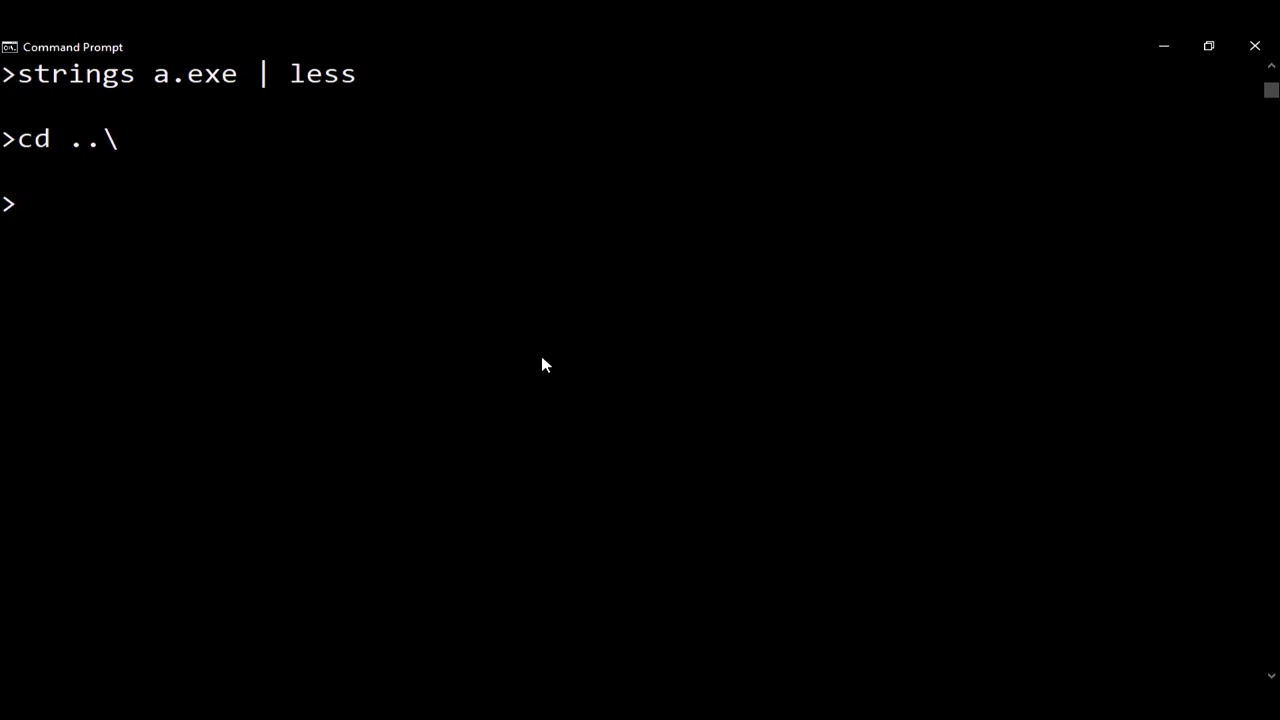 Command Prompt
>strings a.exe | less
>cd ..\
>